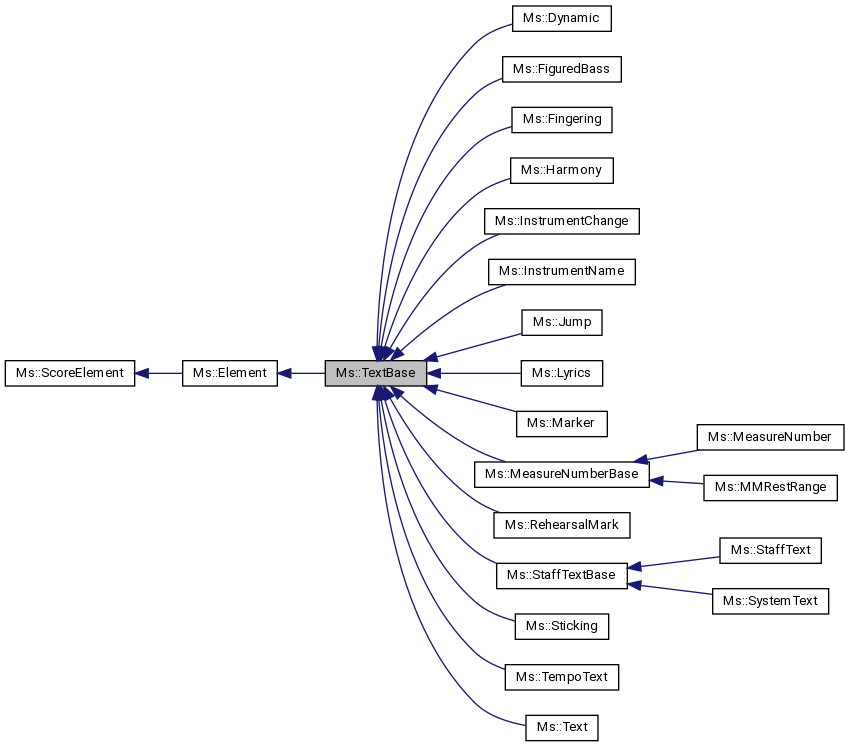 Ms::Dynamic
Ms::FiguredBass
Ms::Fingering
Ms::Harmony
Ms::InstrumentChange
Ms::InstrumentName
Ms::Jump
Ms::ScoreElement
Ms::Element
Ms::TextBase
Ms::Lyrics
Ms::Marker
Ms::MeasureNumber
Ms::MeasureNumberBase
Ms::MMRestRange
Ms::RehearsalMark
Ms::StaffText
Ms::StaffTextBase
Ms::SystemText
Ms::Sticking
Ms::TempoText
Ms::Text